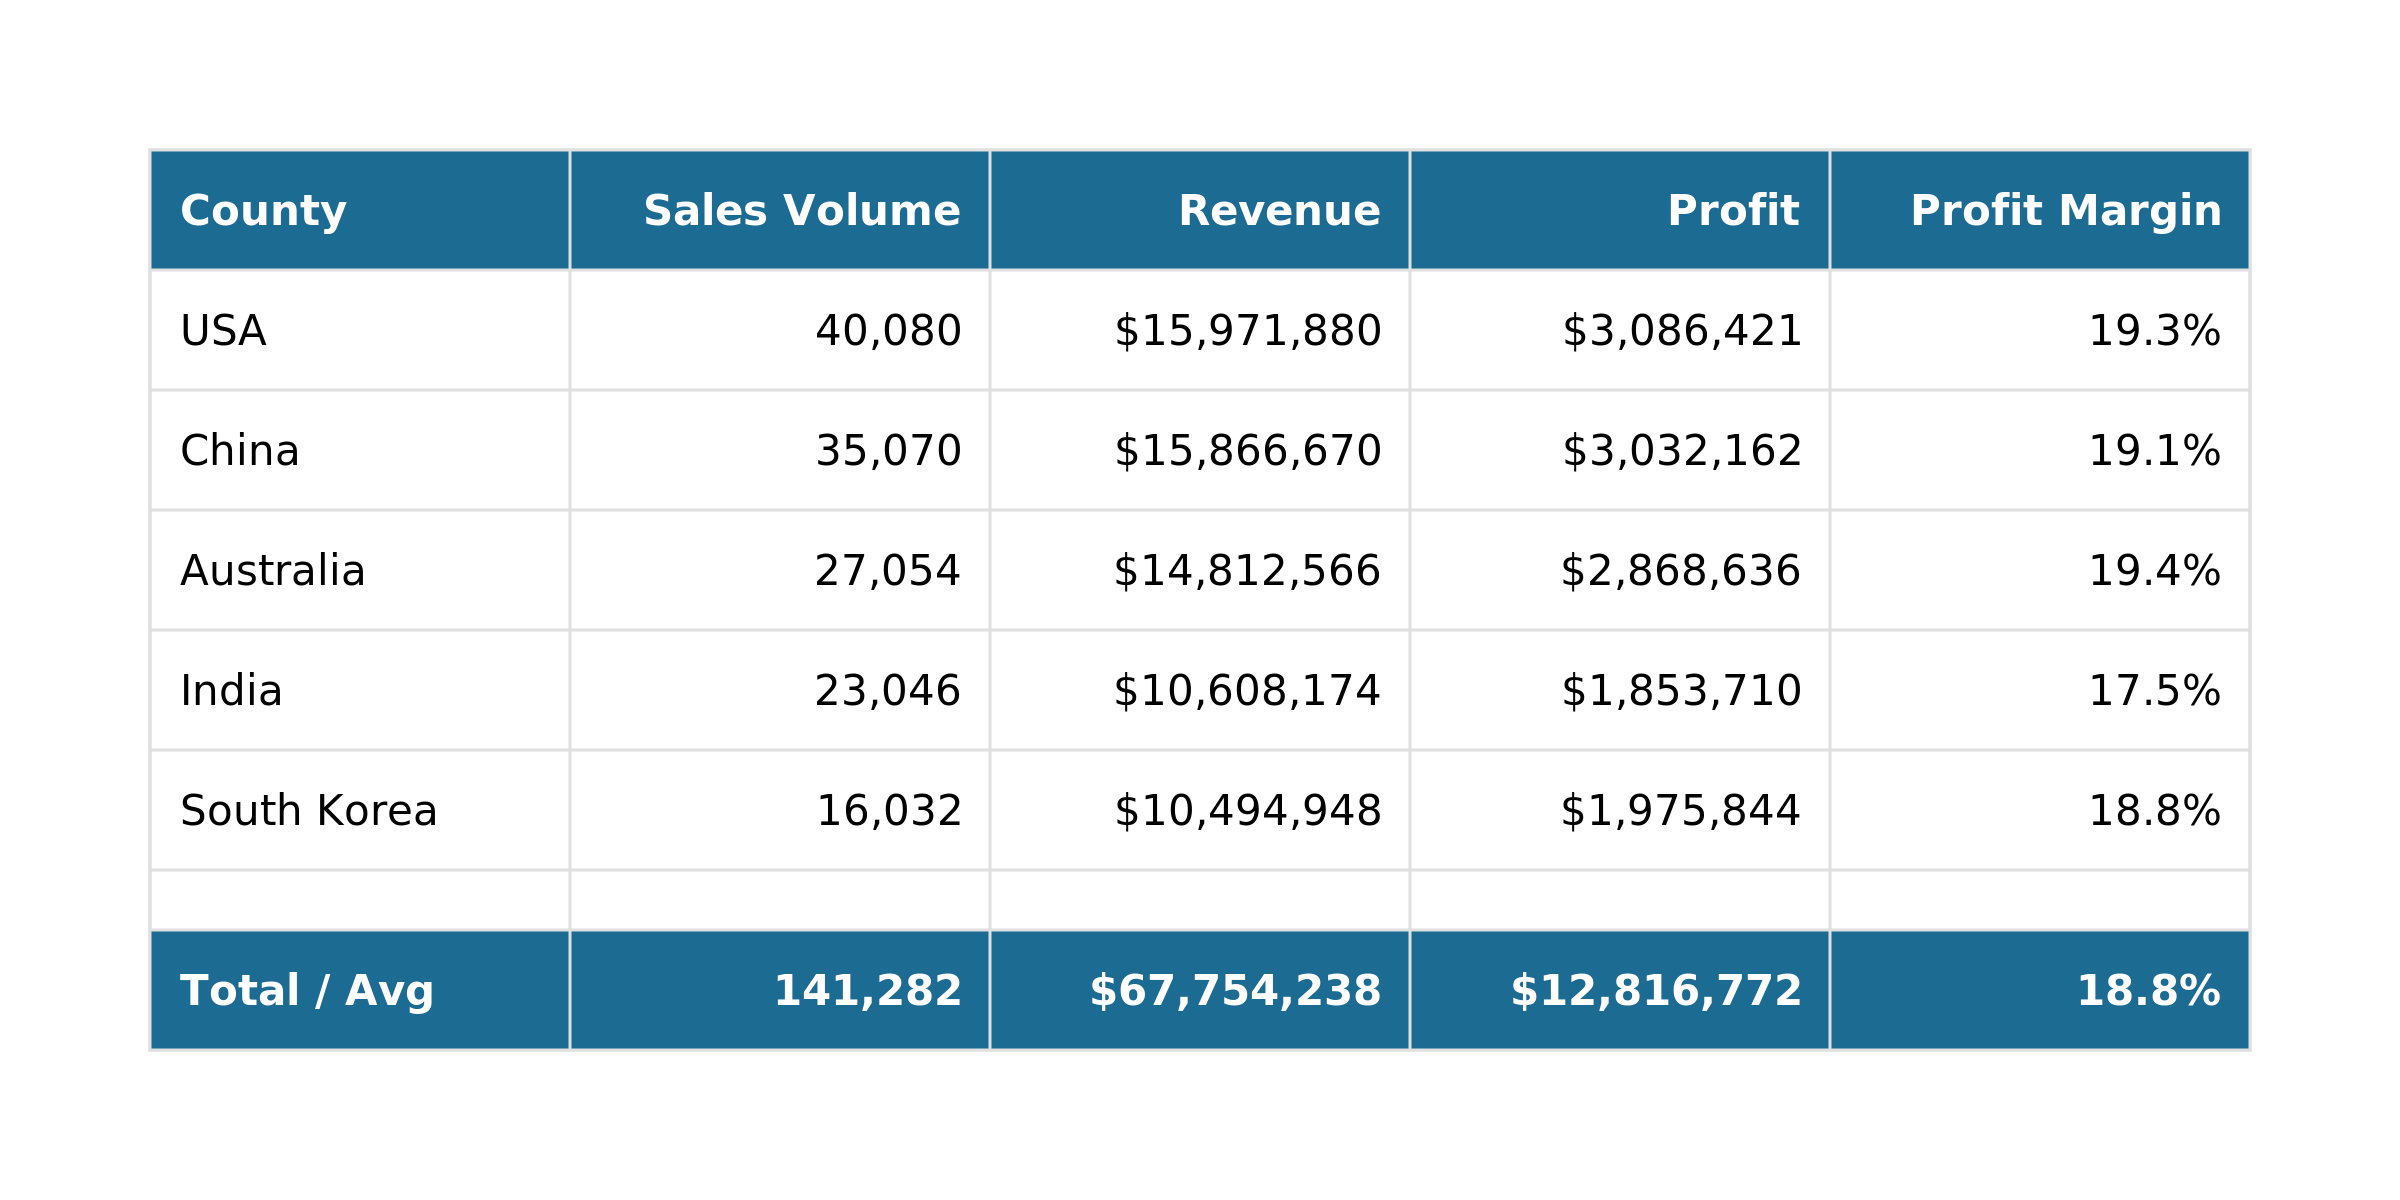 County Sales Volume Revenue Profit Profit Margin
USA 40,080 $15,971,880 $3,086,421 19.3%
China 35,070 $15,866,670 $3,032,162 19.1%
Australia 27,054 $14,812,566 $2,868,636 19.4%
India 23,046 $10,608,174 $1,853,710 17.5%
South Korea 16,032 $10,494,948 $1,975,844 18.8%
Total / Avg 141,282 $67,754,238 $12,816,772 18.8%